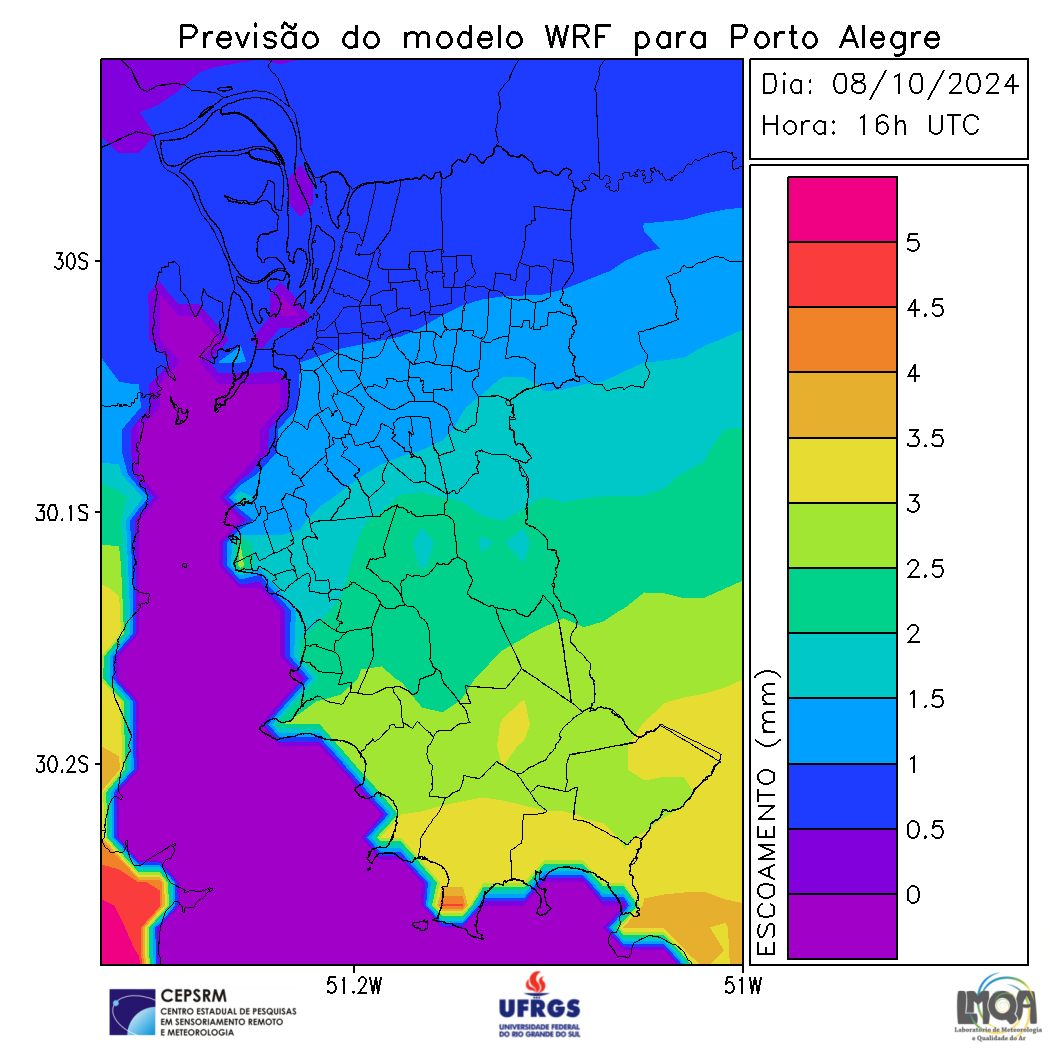 Previsão do modelo WRF para Porto Alegre
Dia: 08/10/2024
Hora: 16h UTC
30S
30.1S
30.2S
51.2W
51W
ESCOAMENTO (mm)
5
4.5
4
3.5
3
2.5
2
1.5
1
0.5
0
CEPSRM
CENTRO ESTADUAL DE PESQUISAS
EM SENSORIAMENTO REMOTO
E METEOROLOGIA
UFRGS
UNIVERSIDADE FEDERAL
DO RIO GRANDE DO SUL
LMQA
Laboratório de Meteorologia
e Qualidade do Ar